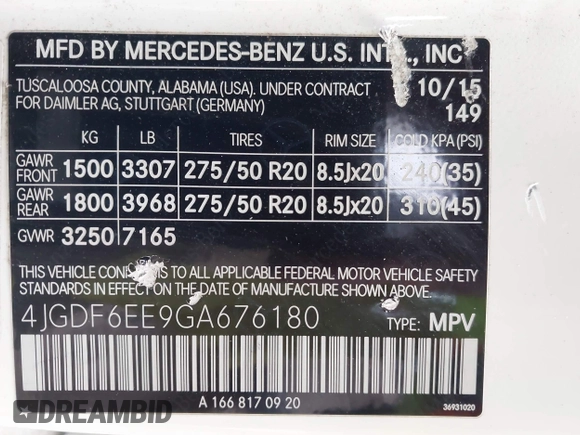 MFD BY MERCEDES-BENZ U.S. INTL., INC
TUSCALOOSA COUNTY, ALABAMA (USA). UNDER CONTRACT 10/15
FOR DAIMLER AG, STUTTGART (GERMANY) 149
KG LB TIRES RIM SIZE COLD KPA (PSI)
GAWR FRONT 1500 3307 275/50 R20 8.5Jx20 240(35)
GAWR REAR 1800 3968 275/50 R20 8.5Jx20 310(45)
GVWR 3250 7165
THIS VEHICLE CONFORMS TO ALL APPLICABLE FEDERAL MOTOR VEHICLE SAFETY
STANDARDS IN EFFECT ON THE DATE OF MANUFACTURE SHOWN ABOVE.
4JGDF6EE9GA676180 TYPE: MPV
A 166 817 09 20 36931020
DREAMBID